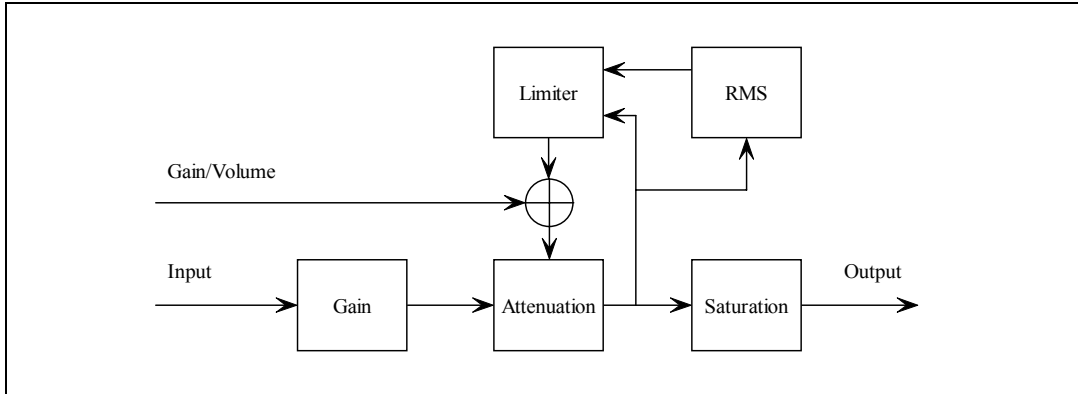 Limiter
RMS
Gain/Volume
Input
Output
Gain
Attenuation
Saturation